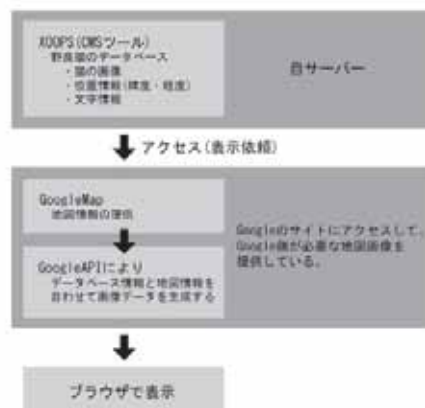 XOOPS(CMSツール)
野良猫のデータベース
・猫の画像
・位置情報(緯度・経度)
・文字情報
自サーバー
アクセス(表示依頼)
GoogleMap
地図情報の提供
Googleのサイトにアクセスして、
Google側が必要な地図画像を
提供している。
GoogleAPIにより
データベース情報と地図情報を
合わせて画像データを生成する
ブラウザで表示